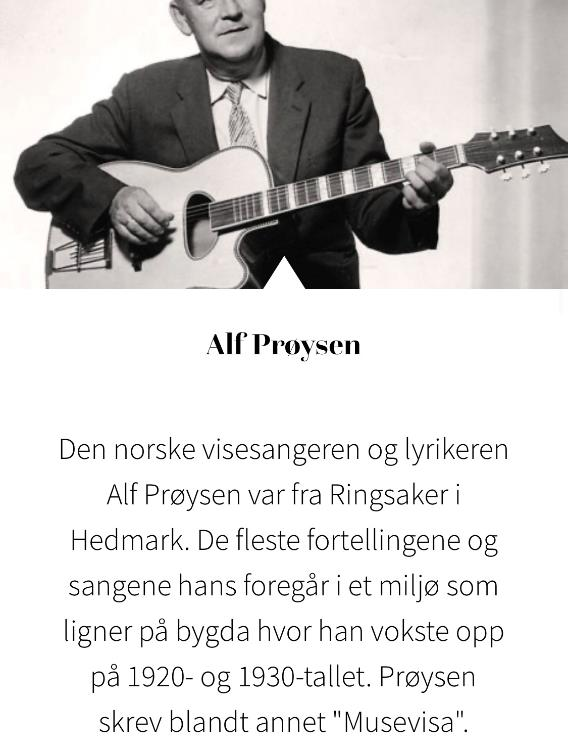 Alf Prøysen
Den norske visesangeren og lyrikeren
Alf Prøysen var fra Ringsaker i
Hedmark. De fleste fortellingene og
sangene hans foregår i et miljø som
ligner på bygda hvor han vokste opp
på 1920- og 1930-tallet. Prøysen
skrev blandt annet "Musevisa".